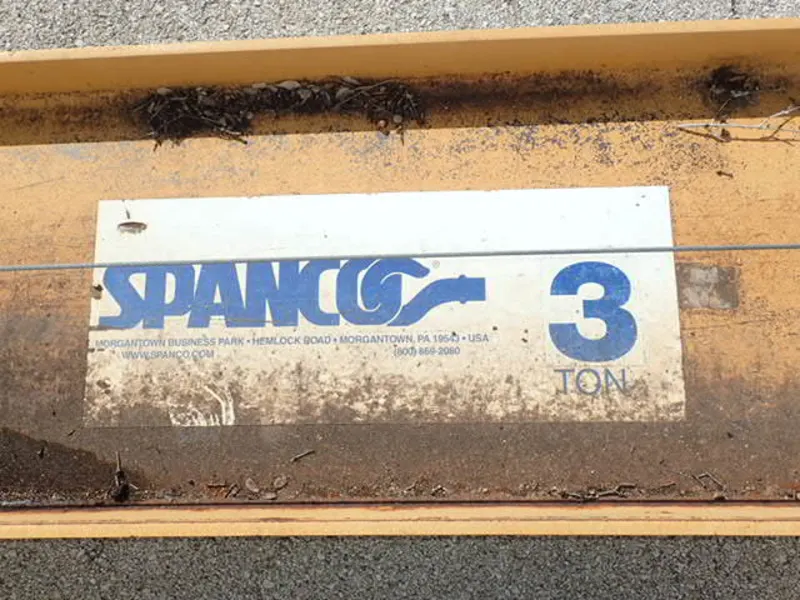 SPANCO®
MORGANTOWN BUSINESS PARK • HEMLOCK ROAD • MORGANTOWN, PA 19543 • USA
WWW.SPANCO.COM (800) 869-2080
3
TON